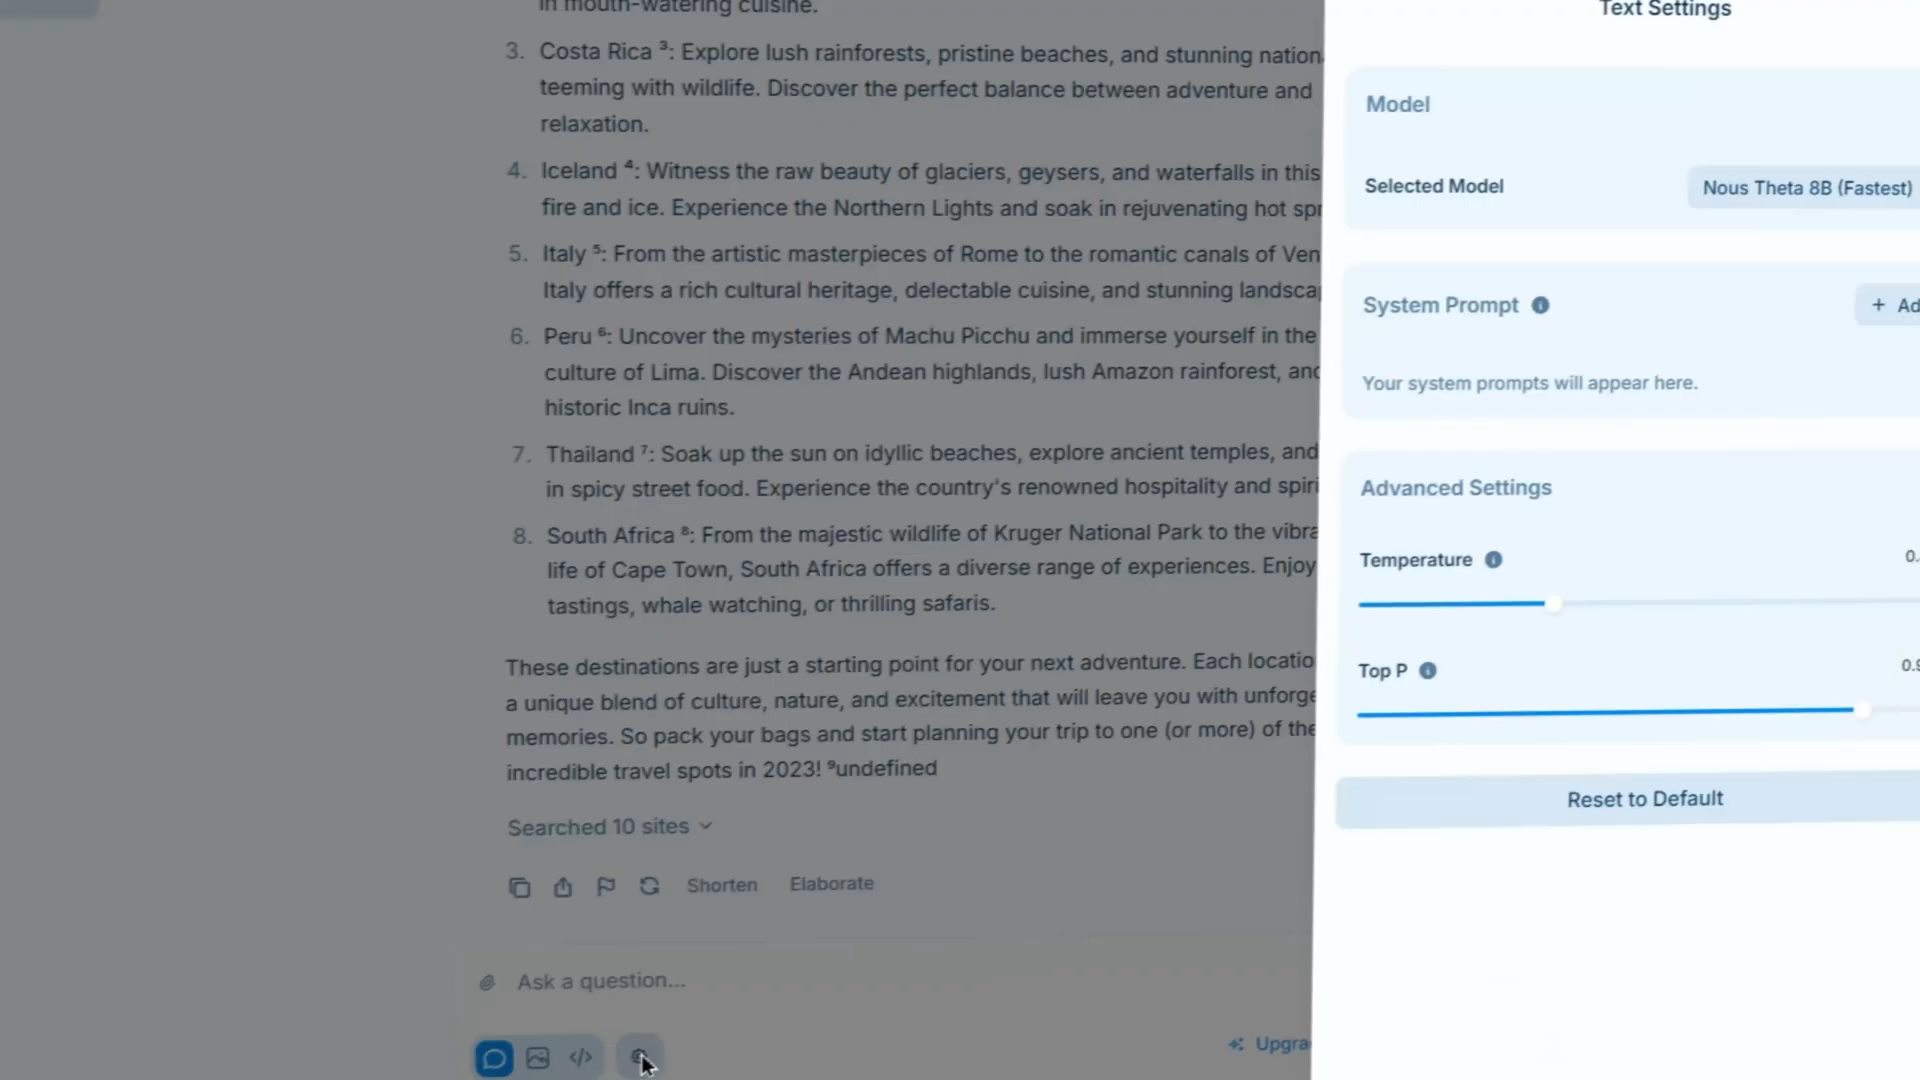 in mouth-watering cuisine.
3. Costa Rica ³: Explore lush rainforests, pristine beaches, and stunning nation
teeming with wildlife. Discover the perfect balance between adventure and
relaxation.
4. Iceland ⁴: Witness the raw beauty of glaciers, geysers, and waterfalls in this
fire and ice. Experience the Northern Lights and soak in rejuvenating hot spr
5. Italy ⁵: From the artistic masterpieces of Rome to the romantic canals of Ven
Italy offers a rich cultural heritage, delectable cuisine, and stunning landsca
6. Peru ⁶: Uncover the mysteries of Machu Picchu and immerse yourself in the
culture of Lima. Discover the Andean highlands, lush Amazon rainforest, and
historic Inca ruins.
7. Thailand ⁷: Soak up the sun on idyllic beaches, explore ancient temples, and
in spicy street food. Experience the country's renowned hospitality and spiri
8. South Africa ⁸: From the majestic wildlife of Kruger National Park to the vibra
life of Cape Town, South Africa offers a diverse range of experiences. Enjoy
tastings, whale watching, or thrilling safaris.
These destinations are just a starting point for your next adventure. Each locatio
a unique blend of culture, nature, and excitement that will leave you with unforge
memories. So pack your bags and start planning your trip to one (or more) of the
incredible travel spots in 2023! ⁹undefined
Searched 10 sites
Shorten Elaborate
Ask a question...
Upgra
Text Settings
Model
Selected Model Nous Theta 8B (Fastest)
System Prompt + Ad
Your system prompts will appear here.
Advanced Settings
Temperature 0.
Top P 0.9
Reset to Default